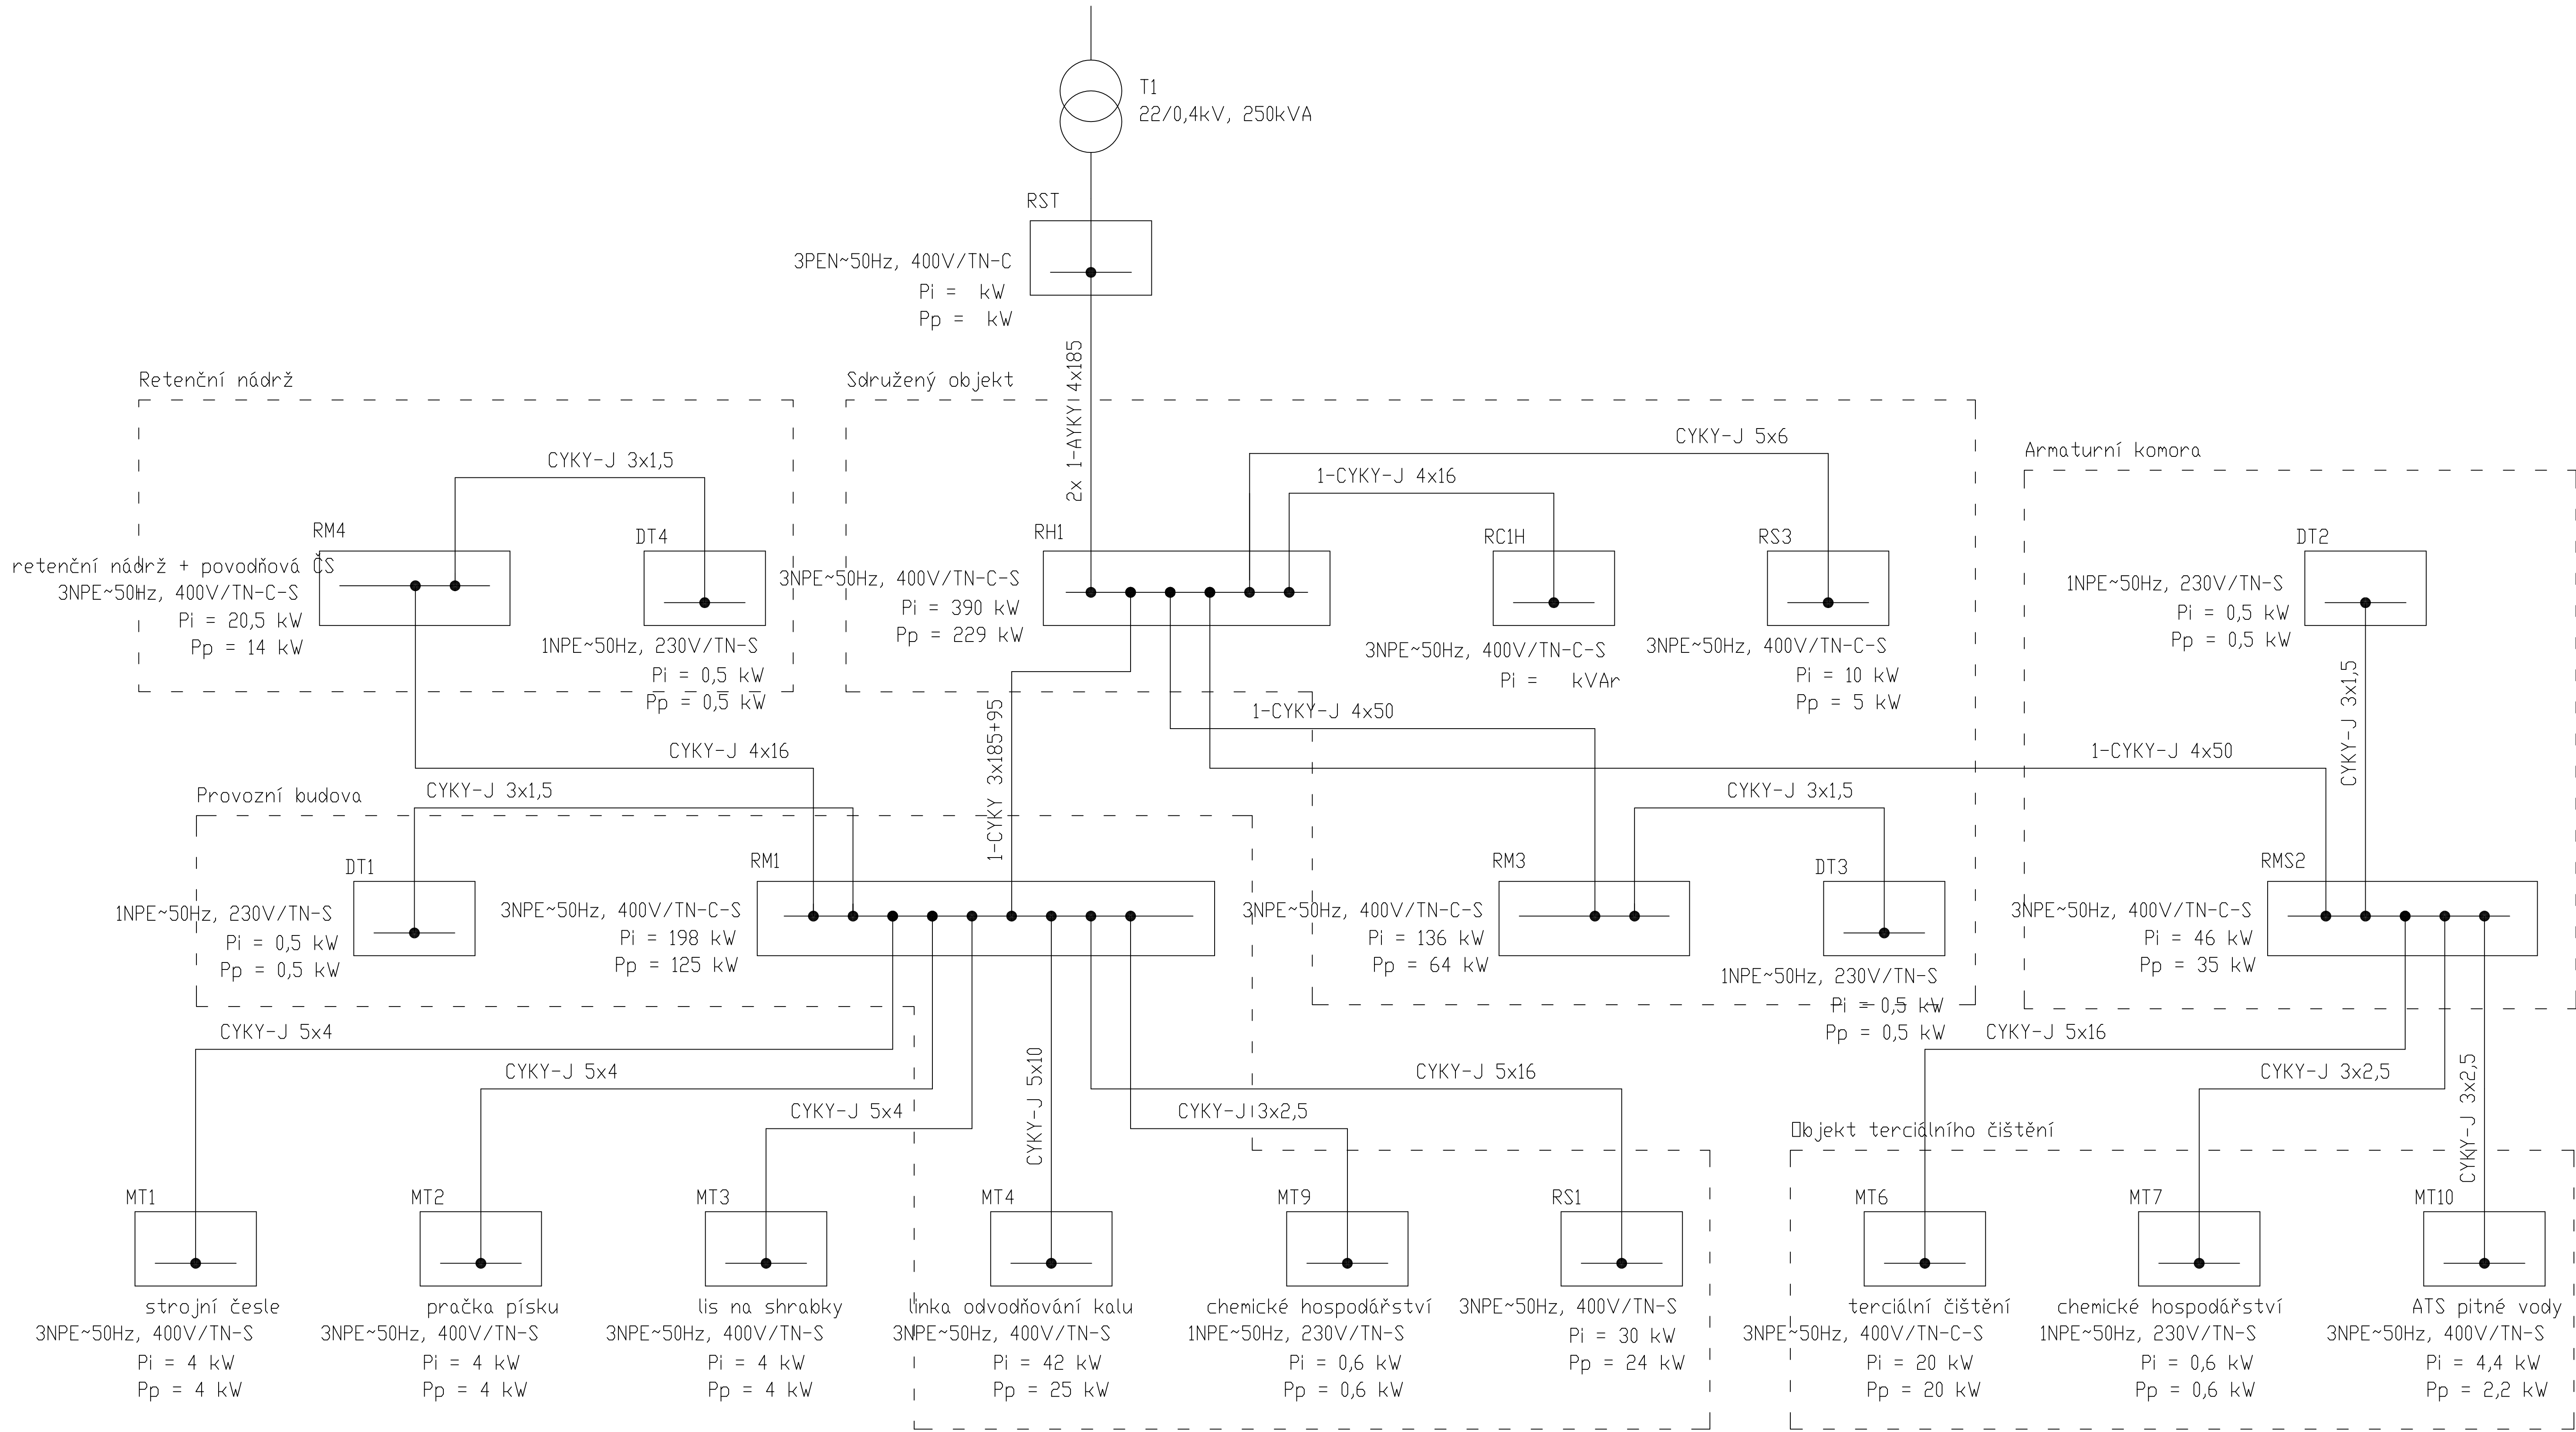 T1
22/0,4kV, 250kVA
RST
3PEN~50Hz, 400V/TN-C
Pi = kW
Pp = kW
2x 1-AYKY 4x185
Retenční nádrž
CYKY-J 3x1,5
RM4
retenční nádrž + povodňová ČS
3NPE~50Hz, 400V/TN-C-S
Pi = 20,5 kW
Pp = 14 kW
DT4
1NPE~50Hz, 230V/TN-S
Pi = 0,5 kW
Pp = 0,5 kW
CYKY-J 4x16
Sdružený objekt
CYKY-J 5x6
1-CYKY-J 4x16
RH1
3NPE~50Hz, 400V/TN-C-S
Pi = 390 kW
Pp = 229 kW
RC1H
3NPE~50Hz, 400V/TN-C-S
Pi = kVAr
RS3
3NPE~50Hz, 400V/TN-C-S
Pi = 10 kW
Pp = 5 kW
1-CYKY 3x185+95
1-CYKY-J 4x50
1-CYKY-J 4x50
Armaturní komora
DT2
1NPE~50Hz, 230V/TN-S
Pi = 0,5 kW
Pp = 0,5 kW
CYKY-J 3x1,5
Provozní budova
CYKY-J 3x1,5
DT1
1NPE~50Hz, 230V/TN-S
Pi = 0,5 kW
Pp = 0,5 kW
RM1
3NPE~50Hz, 400V/TN-C-S
Pi = 198 kW
Pp = 125 kW
CYKY-J 3x1,5
RM3
3NPE~50Hz, 400V/TN-C-S
Pi = 136 kW
Pp = 64 kW
DT3
1NPE~50Hz, 230V/TN-S
Pi = 0,5 kW
Pp = 0,5 kW
RMS2
3NPE~50Hz, 400V/TN-C-S
Pi = 46 kW
Pp = 35 kW
CYKY-J 5x4
CYKY-J 5x4
CYKY-J 5x4
CYKY-J 5x10
CYKY-J 3x2,5
CYKY-J 5x16
CYKY-J 5x16
CYKY-J 3x2,5
CYKY-J 3x2,5
Objekt terciálního čištění
MT1
strojní česle
3NPE~50Hz, 400V/TN-S
Pi = 4 kW
Pp = 4 kW
MT2
pračka písku
3NPE~50Hz, 400V/TN-S
Pi = 4 kW
Pp = 4 kW
MT3
lis na shrabky
3NPE~50Hz, 400V/TN-S
Pi = 4 kW
Pp = 4 kW
MT4
linka odvodňování kalu
3NPE~50Hz, 400V/TN-S
Pi = 42 kW
Pp = 25 kW
MT9
chemické hospodářství
1NPE~50Hz, 230V/TN-S
Pi = 0,6 kW
Pp = 0,6 kW
RS1
3NPE~50Hz, 400V/TN-S
Pi = 30 kW
Pp = 24 kW
MT6
terciální čištění
3NPE~50Hz, 400V/TN-C-S
Pi = 20 kW
Pp = 20 kW
MT7
chemické hospodářství
1NPE~50Hz, 230V/TN-S
Pi = 0,6 kW
Pp = 0,6 kW
MT10
ATS pitné vody
3NPE~50Hz, 400V/TN-S
Pi = 4,4 kW
Pp = 2,2 kW